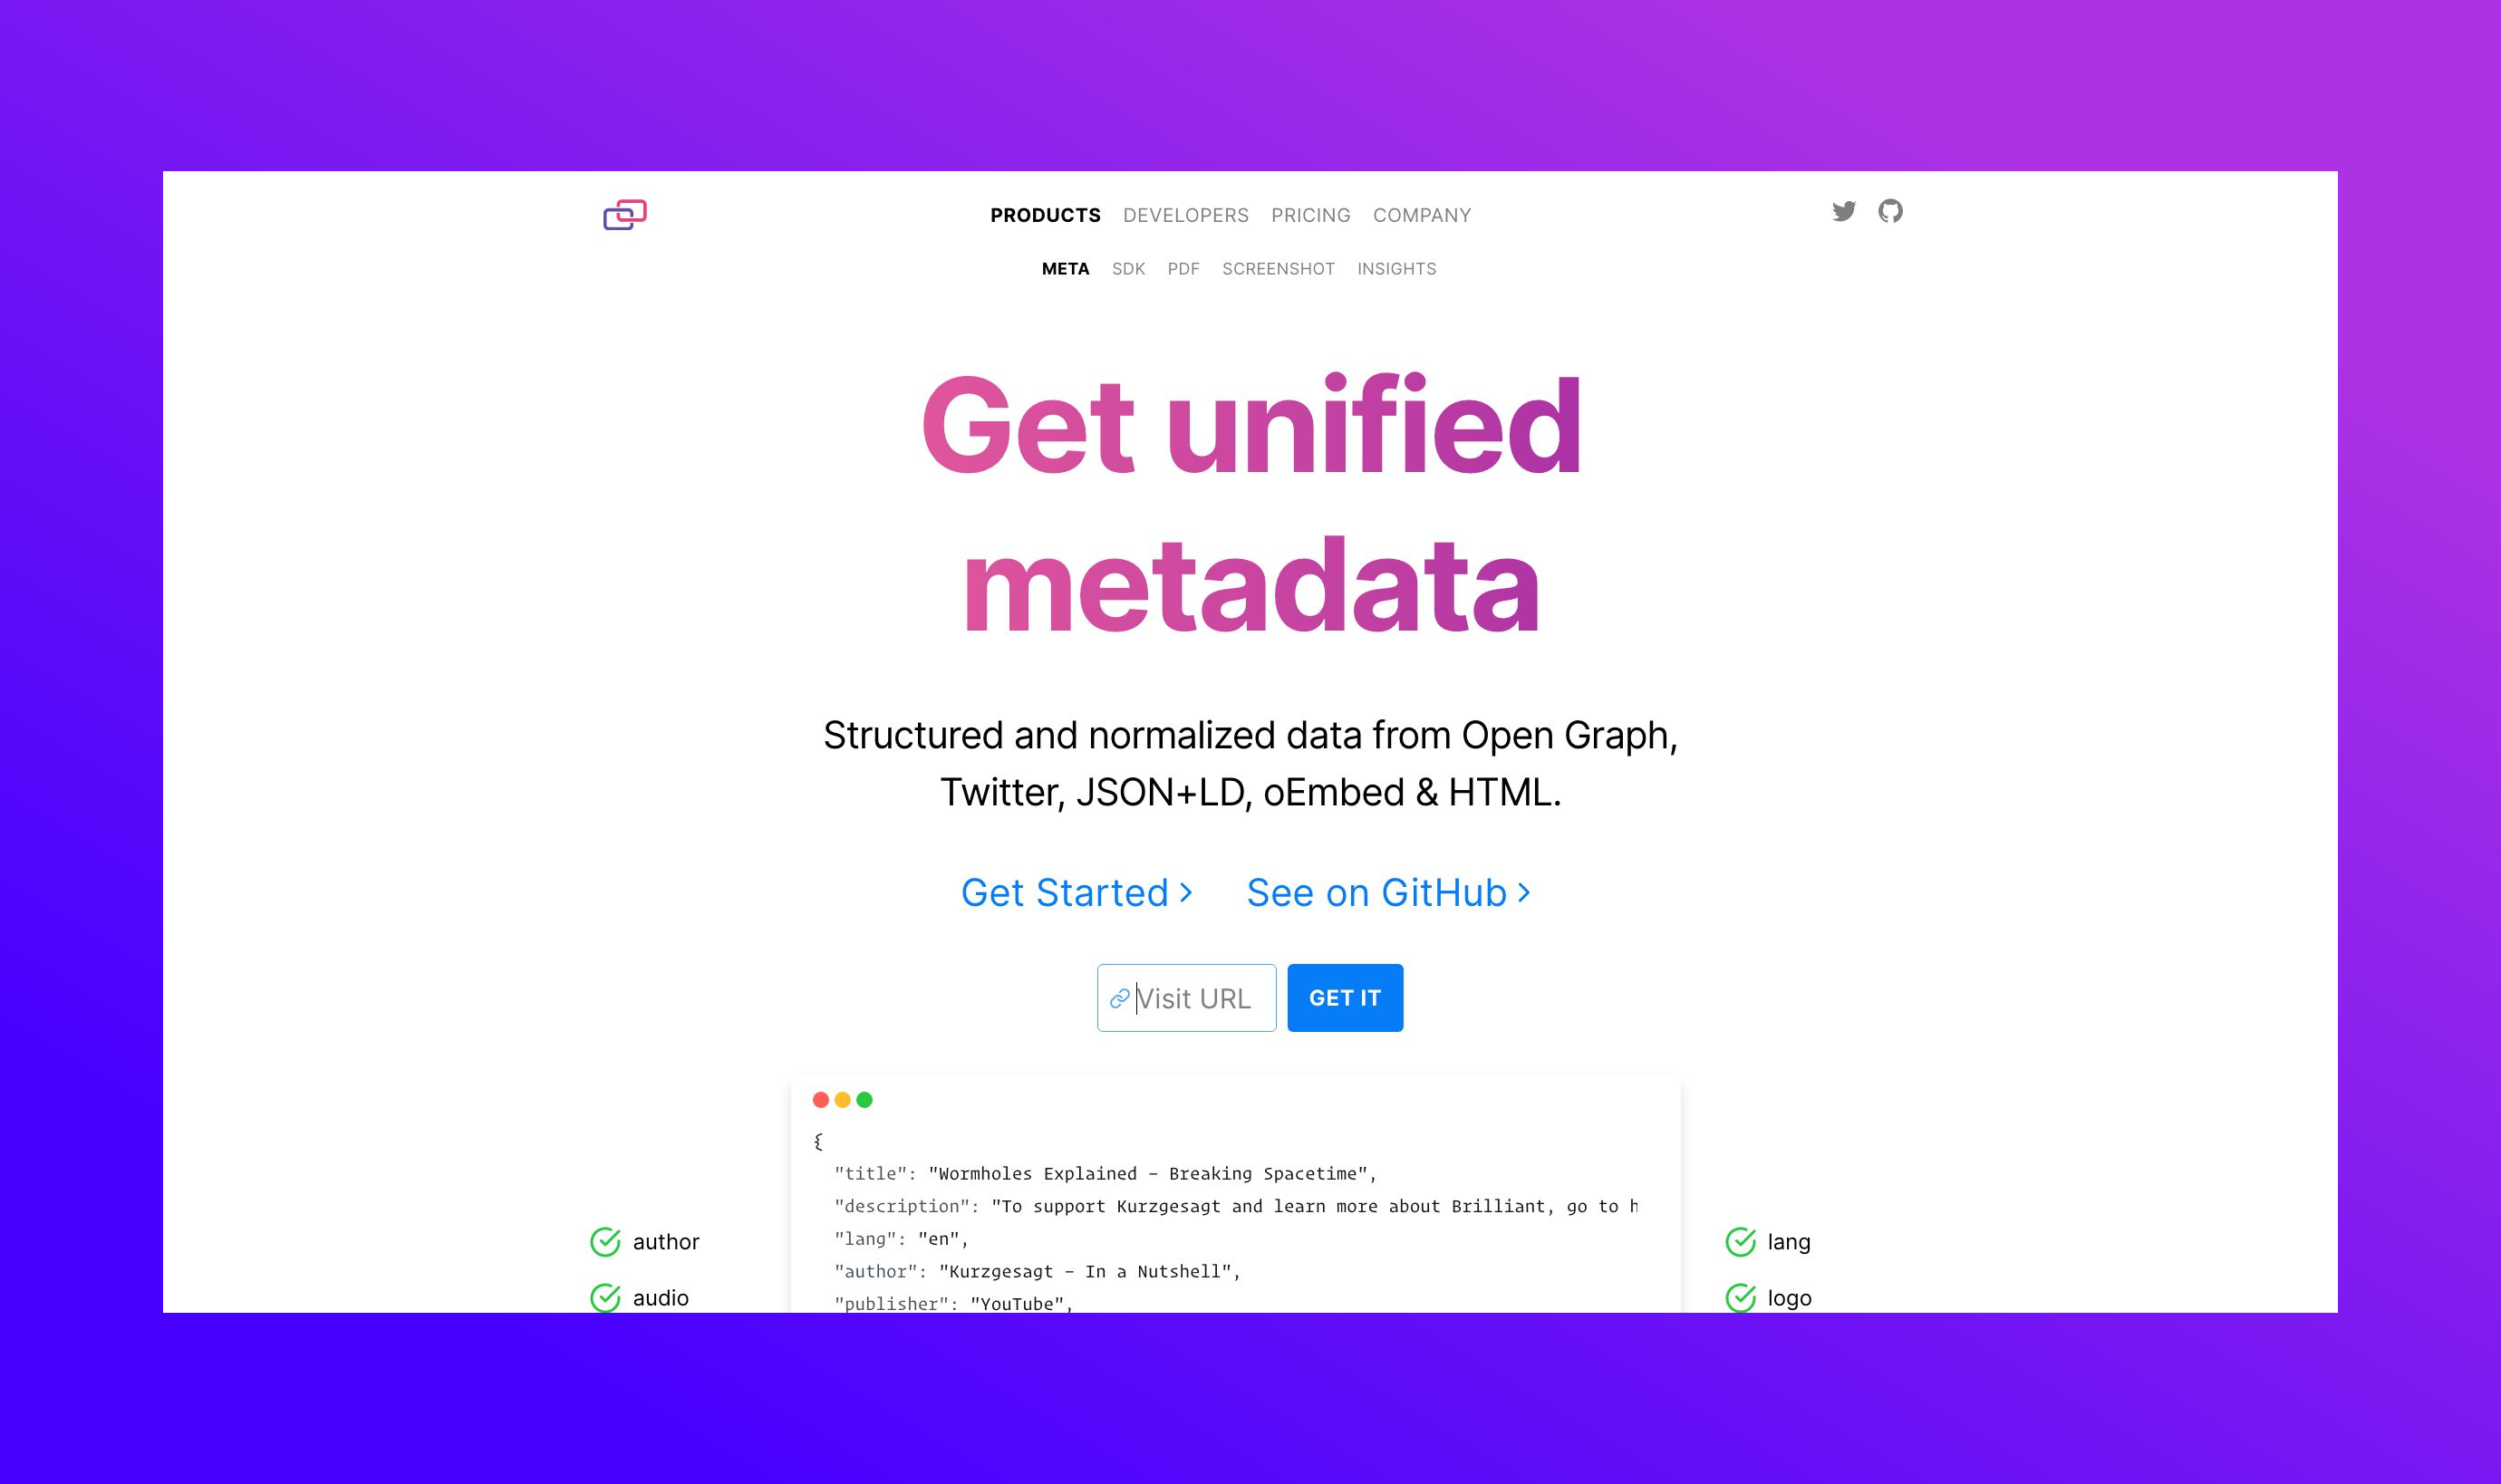 PRODUCTS DEVELOPERS PRICING COMPANY
META SDK PDF SCREENSHOT INSIGHTS
Get unified
metadata
Structured and normalized data from Open Graph,
Twitter, JSON+LD, oEmbed & HTML.
Get Started See on GitHub
Visit URL GET IT
{
"title": "Wormholes Explained – Breaking Spacetime",
"description": "To support Kurzgesagt and learn more about Brilliant, go to h
"lang": "en",
"author": "Kurzgesagt – In a Nutshell",
"publisher": "YouTube",
author
audio
lang
logo